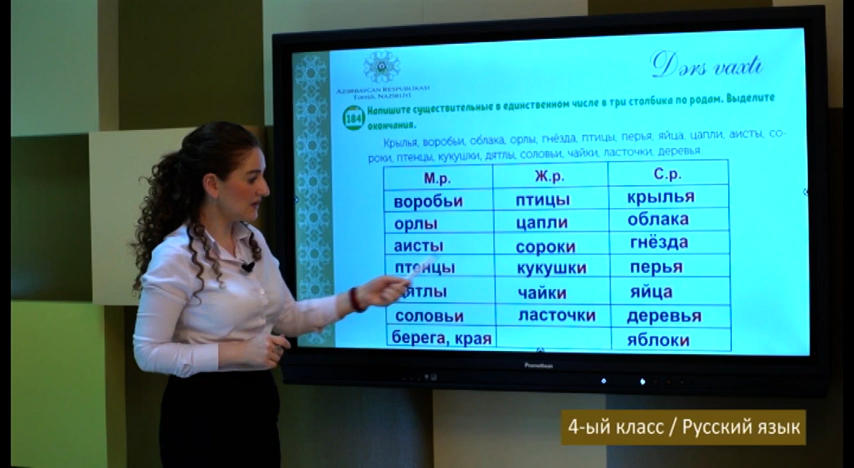 Dərs vaxtı
AZƏRBAYCAN RESPUBLİKASI
TƏHSİL NAZİRLİYİ
184 Напишите существительные в единственном числе в три столбика по родам. Выделите
окончания.
Крылья, воробьи, облака, орлы, гнёзда, птицы, перья, яйца, цапли, аисты, со-
роки, птенцы, кукушки, дятлы, соловьи, чайки, ласточки, деревья
М.р. Ж.р. С.р.
воробьи птицы крылья
орлы цапли облака
аисты сороки гнёзда
птенцы кукушки перья
дятлы чайки яйца
соловьи ласточки деревья
берега, края яблоки
Promethean
4-ый класс / Русский язык